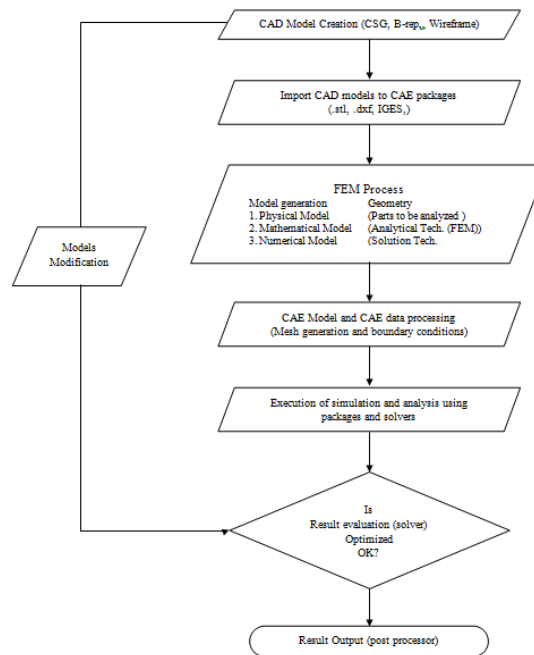 CAD Model Creation (CSG, B-rep,, Wireframe)
Import CAD models to CAE packages
(.stl, .dxf, IGES,)
FEM Process
Model generation Geometry
1. Physical Model (Parts to be analyzed )
2. Mathematical Model (Analytical Tech. (FEM))
3. Numerical Model (Solution Tech.
Models
Modification
CAE Model and CAE data processing
(Mesh generation and boundary conditions)
Execution of simulation and analysis using
packages and solvers
Is
Result evaluation (solver)
Optimized
OK?
Result Output (post processor)